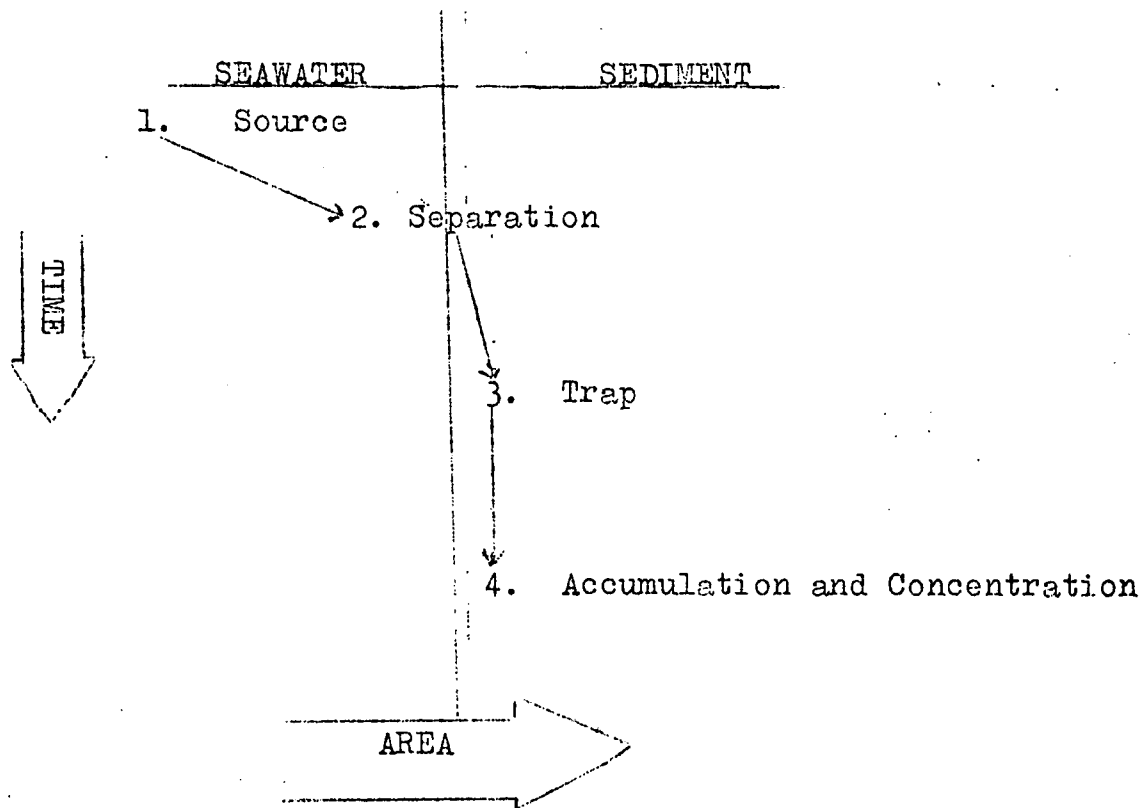 SEAWATER SEDIMENT
1. Source
2. Separation
TIME
3. Trap
4. Accumulation and Concentration
AREA